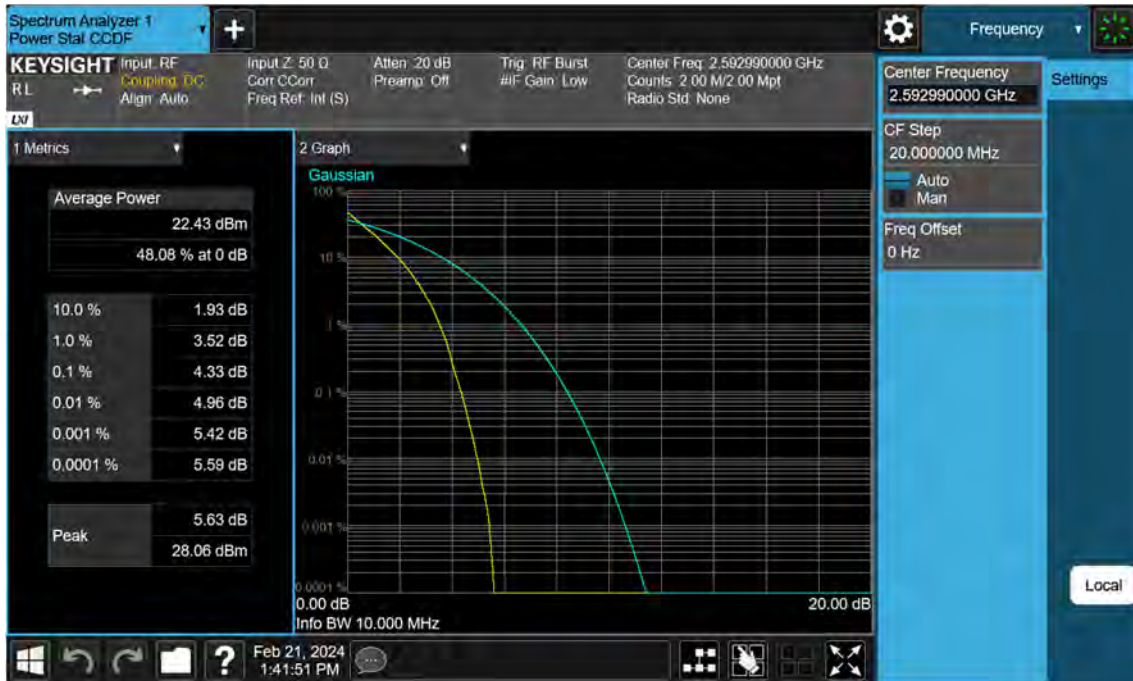 Spectrum Analyzer 1
Power Stat CCDF
Frequency
KEYSIGHT
RL
LXI
Input: RF
Coupling: DC
Align: Auto
Input Z: 50 Ω
Corr CCorr
Freq Ref: Int (S)
Atten: 20 dB
Preamp: Off
Trig: RF Burst
#IF Gain: Low
Center Freq: 2.592990000 GHz
Counts: 2.00 M/2.00 Mpt
Radio Std: None
Center Frequency
2.592990000 GHz
Settings
CF Step
20.000000 MHz
Auto
Man
Freq Offset
0 Hz
1 Metrics
Average Power
22.43 dBm
48.08 % at 0 dB
10.0 % 1.93 dB
1.0 % 3.52 dB
0.1 % 4.33 dB
0.01 % 4.96 dB
0.001 % 5.42 dB
0.0001 % 5.59 dB
Peak 5.63 dB
28.06 dBm
2 Graph
Gaussian
100 %
10 %
1 %
0.1 %
0.01 %
0.001 %
0.0001 %
0.00 dB 20.00 dB
Info BW 10.000 MHz
Local
Feb 21, 2024
1:41:51 PM